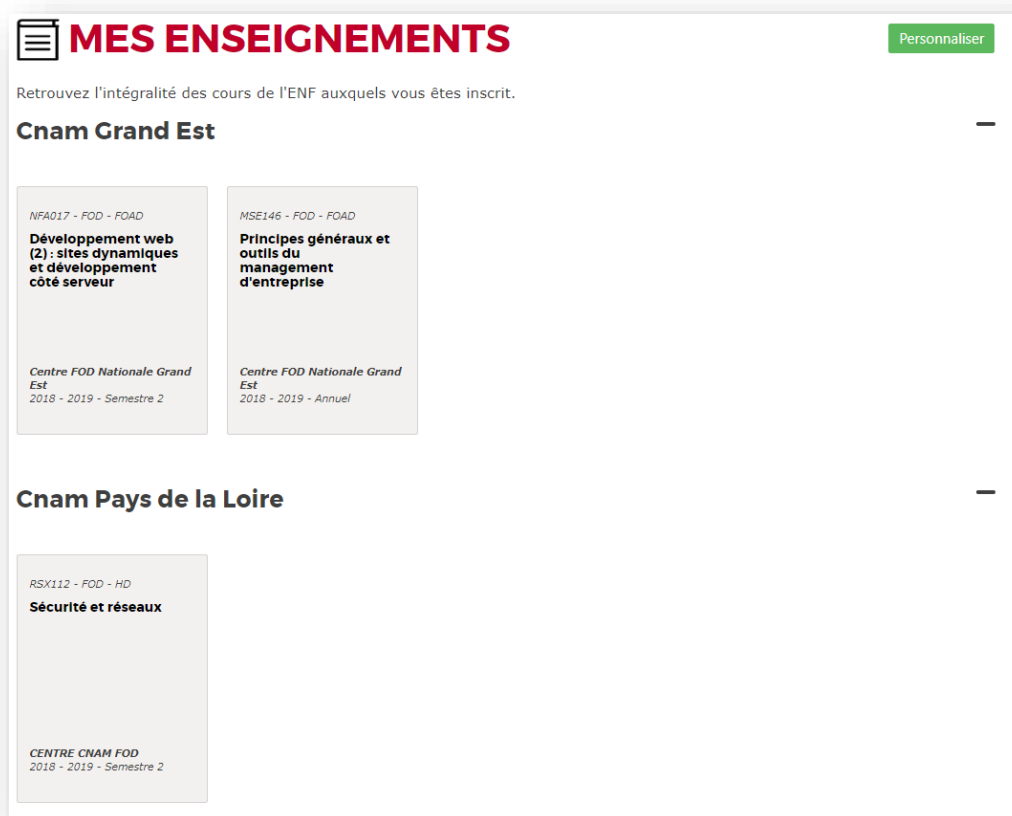 MES ENSEIGNEMENTS
Personnaliser
Retrouvez l'intégralité des cours de l'ENF auxquels vous êtes inscrit.
Cnam Grand Est
NFA017 - FOD - FOAD
Développement web
(2) : sites dynamiques
et développement
côté serveur
Centre FOD Nationale Grand
Est
2018 - 2019 - Semestre 2
MSE146 - FOD - FOAD
Principes généraux et
outils du
management
d'entreprise
Centre FOD Nationale Grand
Est
2018 - 2019 - Annuel
Cnam Pays de la Loire
RSX112 - FOD - HD
Sécurité et réseaux
CENTRE CNAM FOD
2018 - 2019 - Semestre 2